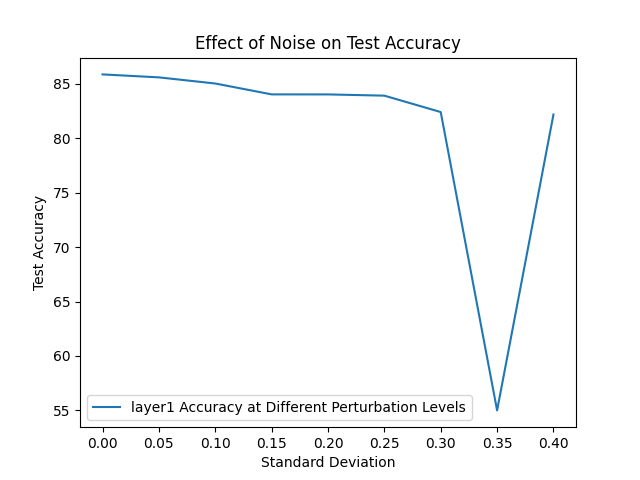 Effect of Noise on Test Accuracy
Test Accuracy
85
80
75
70
65
60
55
layer1 Accuracy at Different Perturbation Levels
0.00 0.05 0.10 0.15 0.20 0.25 0.30 0.35 0.40
Standard Deviation